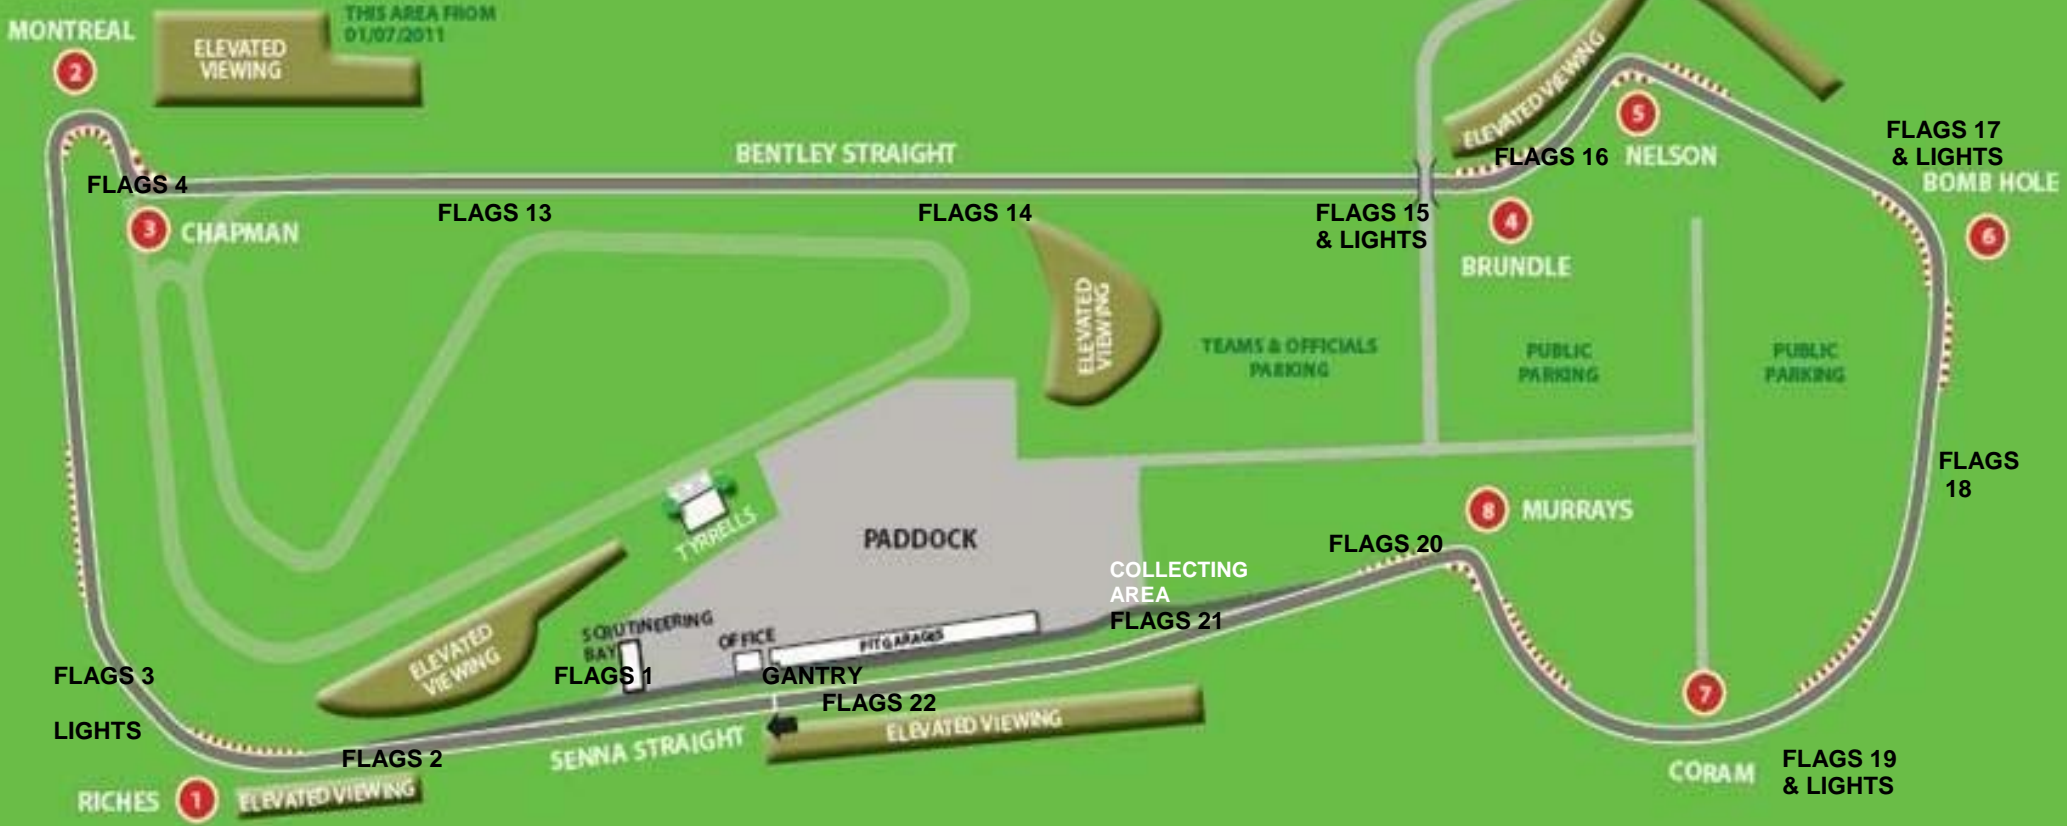 THIS AREA FROM
01/07/2011
MONTREAL
2
ELEVATED
VIEWING
ELEVATED VIEWING
5
NELSON
FLAGS 16
FLAGS 17
& LIGHTS
BOMB HOLE
6
BENTLEY STRAIGHT
FLAGS 4
3
CHAPMAN
FLAGS 13
FLAGS 14
FLAGS 15
& LIGHTS
4
BRUNDLE
ELEVATED
VIEWING
TEAMS & OFFICIALS
PARKING
PUBLIC
PARKING
PUBLIC
PARKING
FLAGS
18
8
MURRAYS
TYRRELLS
PADDOCK
FLAGS 20
COLLECTING
AREA
FLAGS 21
SCIUTINEERING
BAY
OFFICE
PIT GARAGES
ELEVATED
VIEWING
FLAGS 3
LIGHTS
FLAGS 1
GANTRY
FLAGS 22
ELEVATED VIEWING
SENNA STRAIGHT
FLAGS 2
RICHES
1
ELEVATED VIEWING
7
CORAM
FLAGS 19
& LIGHTS